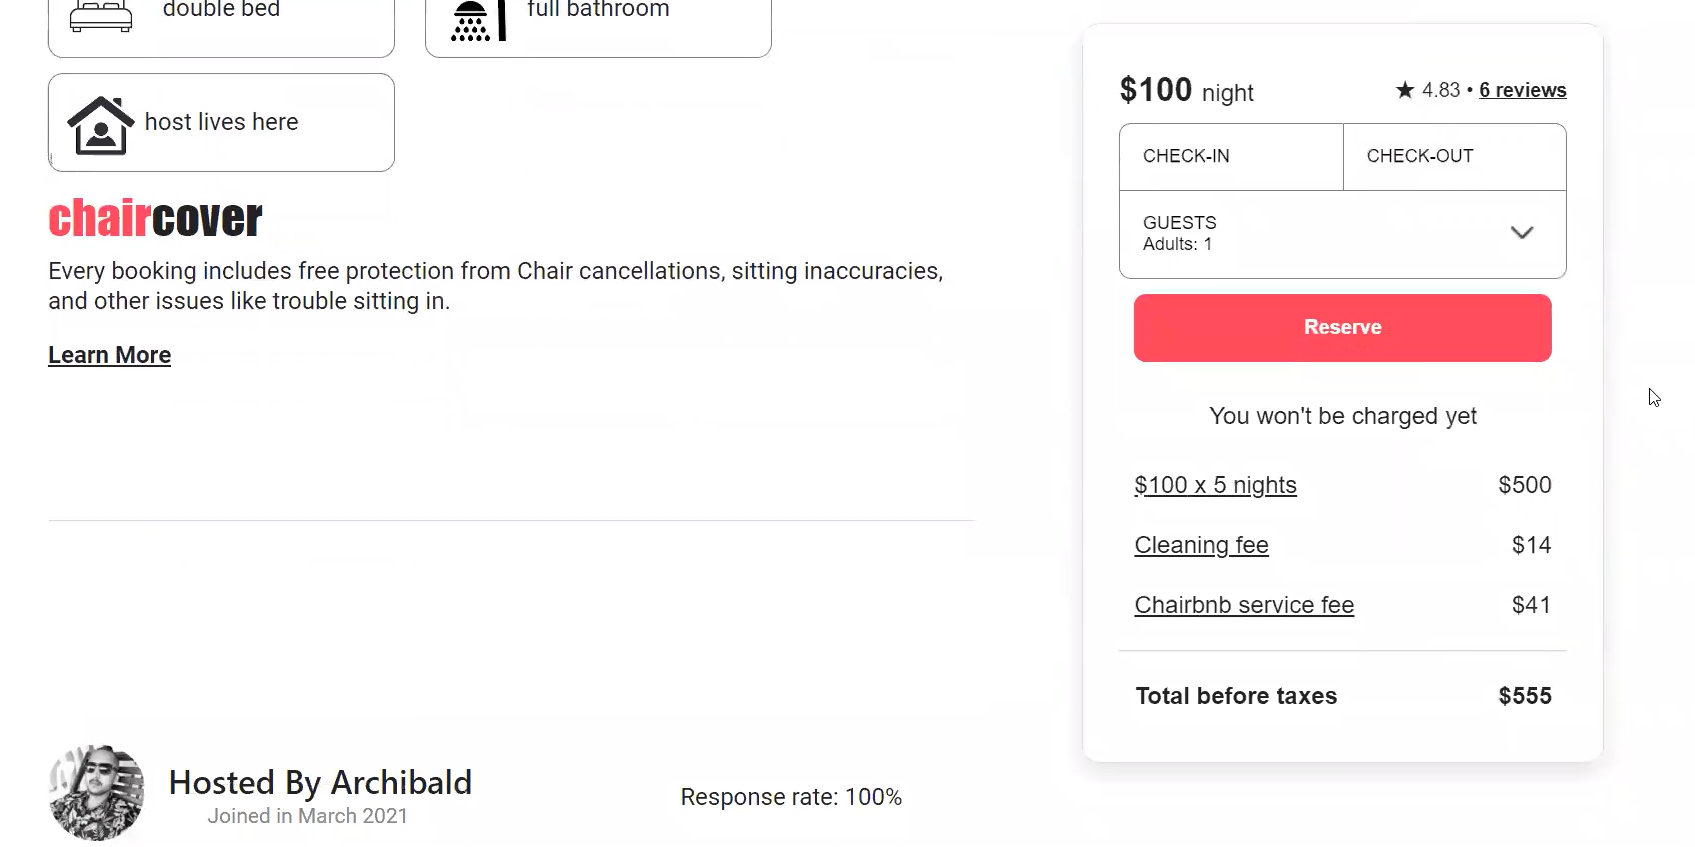 double bed
full bathroom
host lives here
chaircover
Every booking includes free protection from Chair cancellations, sitting inaccuracies,
and other issues like trouble sitting in.
Learn More
Hosted By Archibald
Joined in March 2021
Response rate: 100%
$100 night
★ 4.83 • 6 reviews
CHECK-IN
CHECK-OUT
GUESTS
Adults: 1
Reserve
You won't be charged yet
$100 x 5 nights $500
Cleaning fee $14
Chairbnb service fee $41
Total before taxes $555